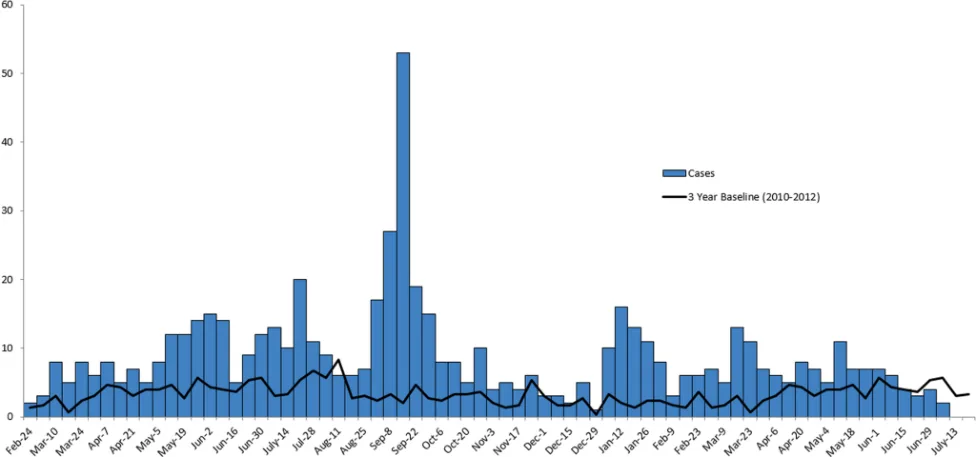 60
50
40
30
20
10
0
Cases
3 Year Baseline (2010-2012)
Feb-24 Mar-10 Mar-24 Apr-7 Apr-21 May-5 May-19 Jun-2 Jun-16 Jun-30 July-14 Jul-28 Aug-11 Aug-25 Sep-8 Sep-22 Oct-6 Oct-20 Nov-3 Nov-17 Dec-1 Dec-15 Dec-29 Jan-12 Jan-26 Feb-9 Feb-23 Mar-9 Mar-23 Apr-6 Apr-20 May-4 May-18 Jun-1 Jun-15 Jun-29 July-13